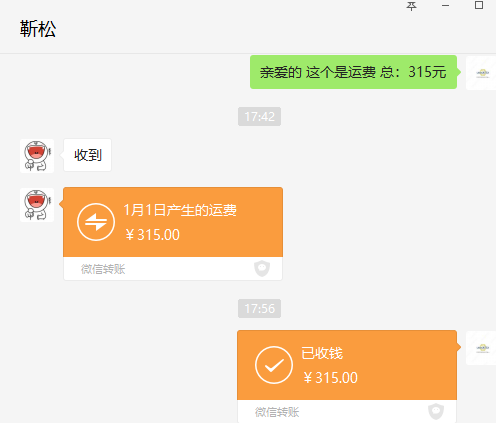 靳松
亲爱的 这个是运费 总：315元
17:42
收到
1月1日产生的运费
￥315.00
微信转账
17:56
已收钱
￥315.00
微信转账